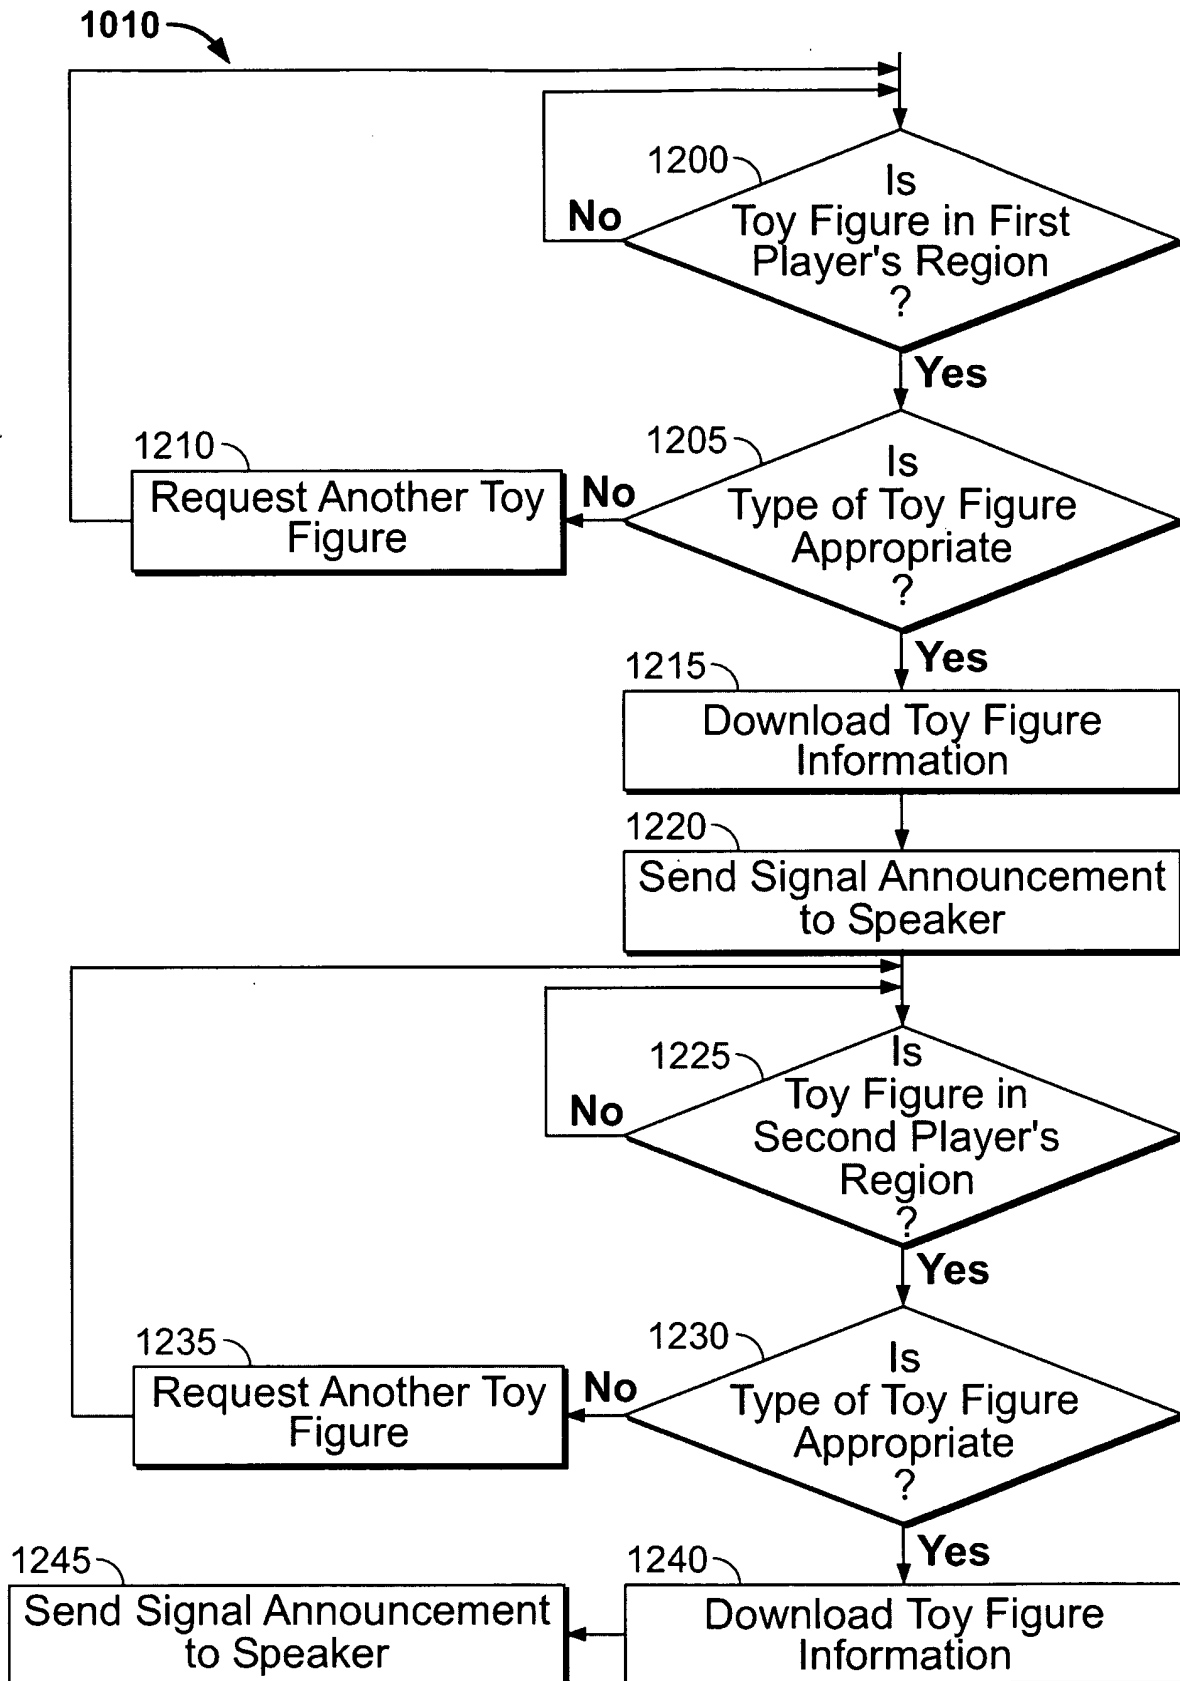 1010
1200
Is
Toy Figure in First
Player's Region
?
No
Yes
1205
Is
Type of Toy Figure
Appropriate
?
No
1210
Request Another Toy
Figure
Yes
1215
Download Toy Figure
Information
1220
Send Signal Announcement
to Speaker
1225
Is
Toy Figure in
Second Player's
Region
?
No
Yes
1230
Is
Type of Toy Figure
Appropriate
?
No
1235
Request Another Toy
Figure
Yes
1240
Download Toy Figure
Information
1245
Send Signal Announcement
to Speaker